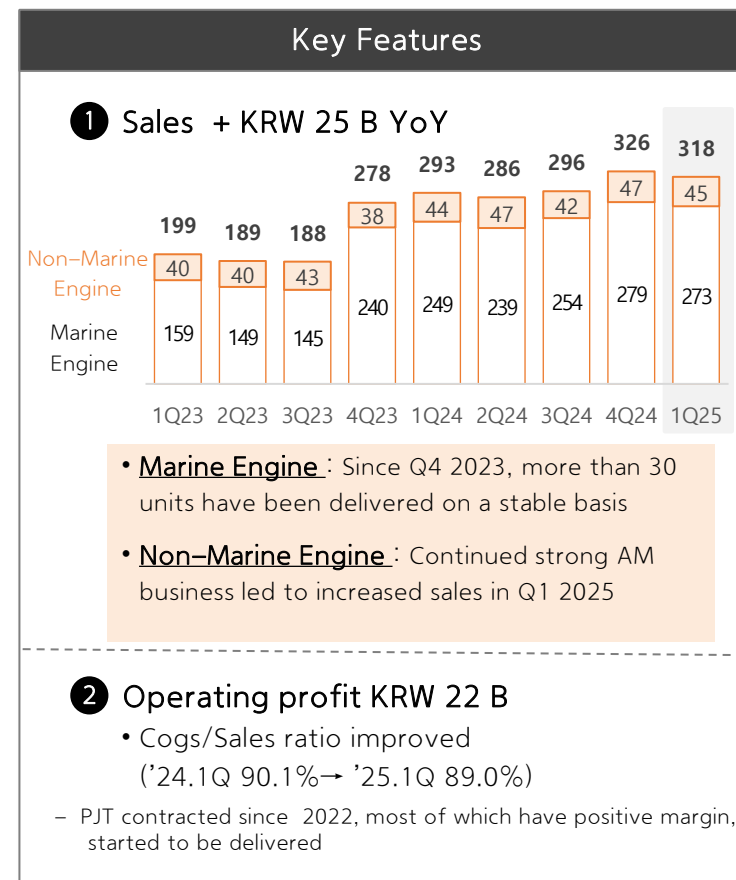 Key Features
1 Sales + KRW 25 B YoY
199 189 188 278 293 286 296 326 318
40 40 43 38 44 47 42 47 45
Non–Marine
Engine
159 149 145 240 249 239 254 279 273
Marine
Engine
1Q23 2Q23 3Q23 4Q23 1Q24 2Q24 3Q24 4Q24 1Q25
• Marine Engine : Since Q4 2023, more than 30
units have been delivered on a stable basis
• Non–Marine Engine : Continued strong AM
business led to increased sales in Q1 2025
2 Operating profit KRW 22 B
• Cogs/Sales ratio improved
(’24.1Q 90.1%→ ’25.1Q 89.0%)
– PJT contracted since 2022, most of which have positive margin,
started to be delivered